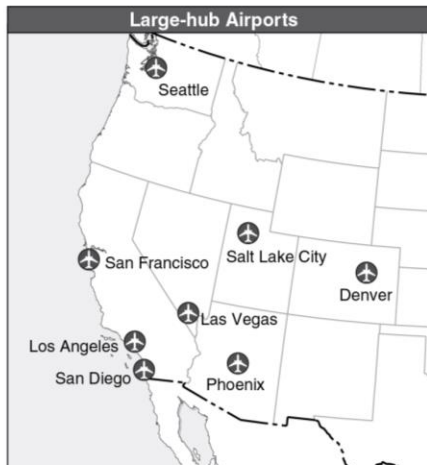 Large-hub Airports
Seattle
Salt Lake City
San Francisco
Denver
Las Vegas
Los Angeles
San Diego
Phoenix